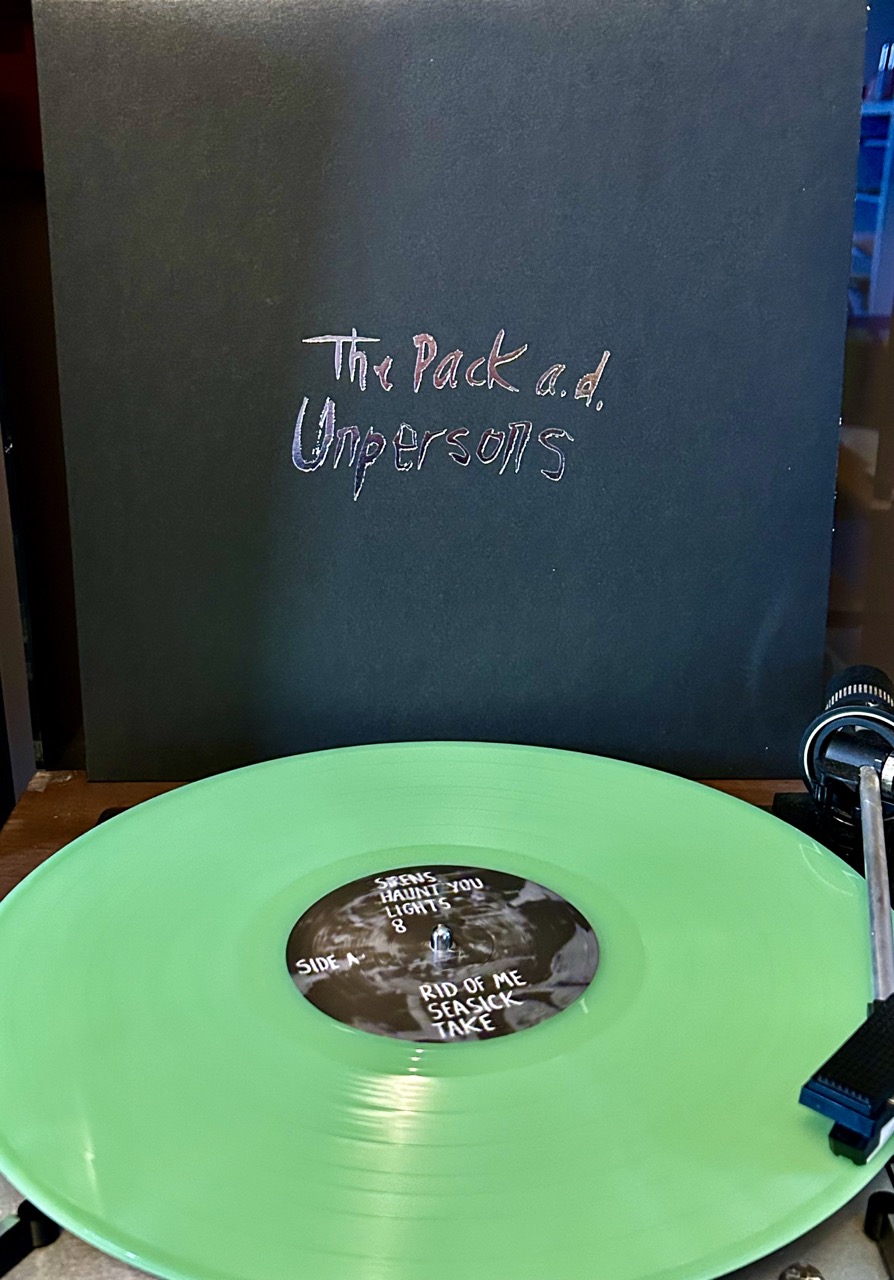 The Pack a.d.
Unpersons
SIRENS
HAUNT YOU
LIGHTS
8
SIDE A
RID OF ME
SEASICK
TAKE